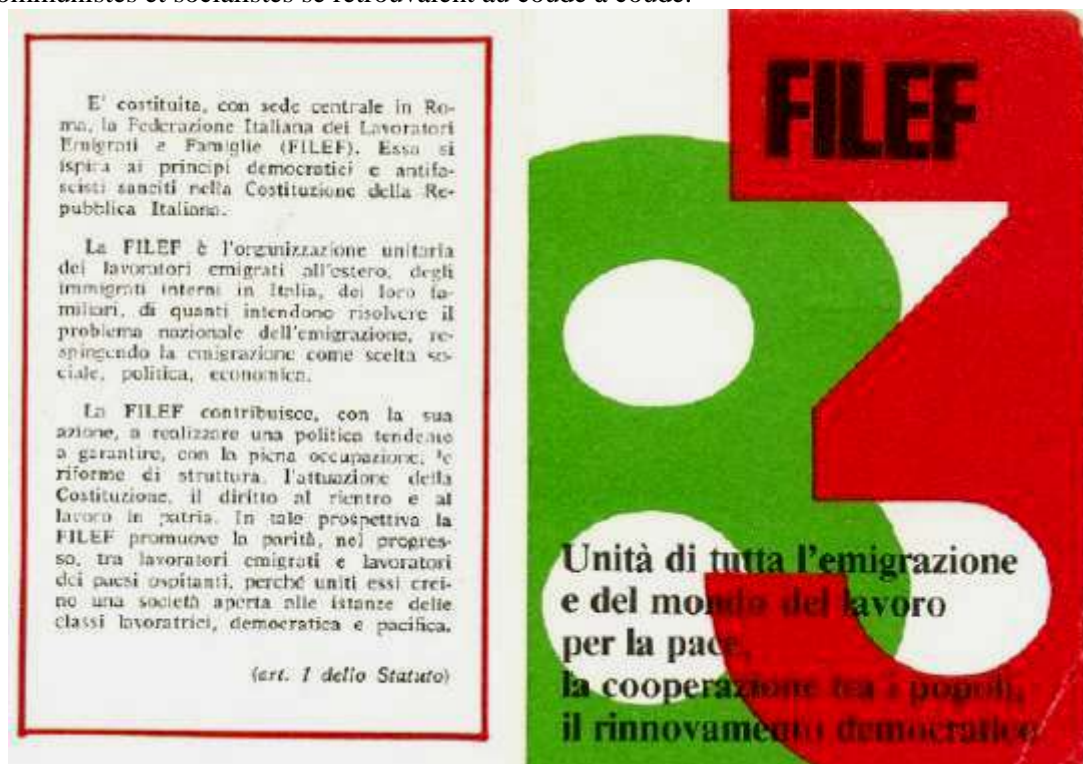 communistes et socialistes se retrouvaient au coude à coude.
E' costituita, con sede centrale in Ro-
ma, la Federazione Italiana dei Lavoratori
Emigrati e Famiglie (FILEF). Essa si
ispira ai principi democratici e antifa-
scisti sanciti nella Costituzione della Re-
pubblica Italiana.
La FILEF è l'organizzazione unitaria
dei lavoratori emigrati all'estero, degli
immigrati interni in Italia, dei loro fa-
miliari, di quanti intendono risolvere il
problema nazionale dell'emigrazione, re-
spingendo la emigrazione come scelta so-
ciale, politica, economica.
La FILEF contribuisce, con la sua
azione, a realizzare una politica tendente
a garantire, con la piena occupazione, le
riforme di struttura, l'attuazione della
Costituzione, il diritto al rientro e al
lavoro in patria. In tale prospettiva la
FILEF promuove la parità, nel progres-
so, tra lavoratori emigrati e lavoratori
dei paesi ospitanti, perché uniti essi crei-
no una società aperta alle istanze delle
classi lavoratrici, democratica e pacifica.
(art. 1 dello Statuto)
FILEF
83
Unità di tutta l'emigrazione
e del mondo del lavoro
per la pace,
la cooperazione tra i popoli,
il rinnovamento democratico